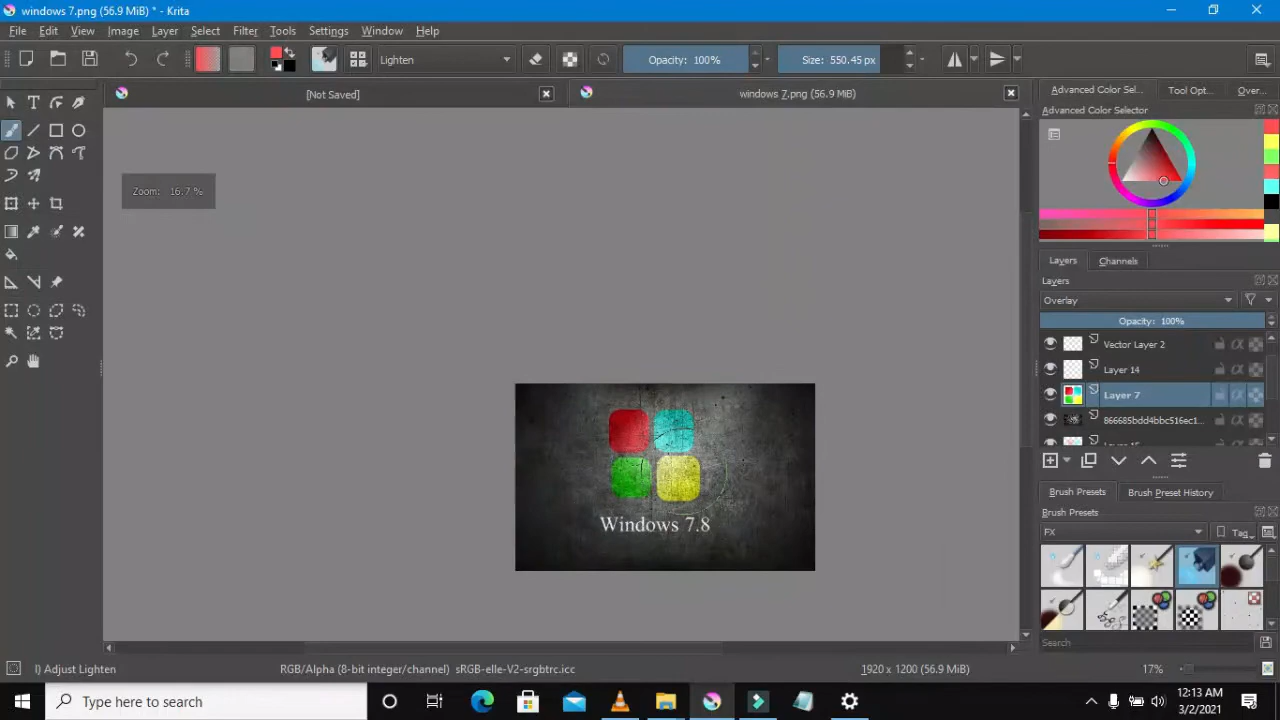 windows 7.png (56.9 MiB) * - Krita
File Edit View Image Layer Select Filter Tools Settings Window Help
Lighten
Opacity: 100%
Size: 550.45 px
[Not Saved]
windows 7.png (56.9 MiB)
Advanced Color Sel...
Tool Opt...
Over...
Advanced Color Selector
Zoom: 16.7 %
Layers
Channels
Layers
Overlay
Opacity: 100%
Vector Layer 2
Layer 14
Layer 7
866685bdd4bbc516ec1...
Windows 7.8
Brush Presets
Brush Preset History
Brush Presets
FX
Tag
Search
I) Adjust Lighten
RGB/Alpha (8-bit integer/channel) sRGB-elle-V2-srgbtrc.icc
1920 x 1200 (56.9 MiB)
17%
Type here to search
12:13 AM
3/2/2021